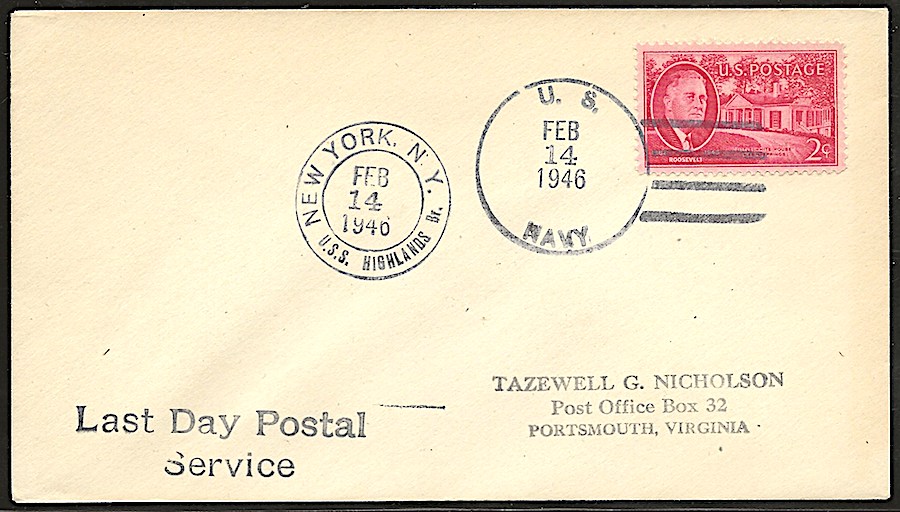 U.S. POSTAGE
ROOSEVELT
2¢
U. S.
FEB
14
1946
NAVY
NEW YORK, N. Y.
FEB
14
1946
U.S.S. HIGHLANDS Br.
TAZEWELL G. NICHOLSON
Post Office Box 32
PORTSMOUTH, VIRGINIA
Last Day Postal
Service